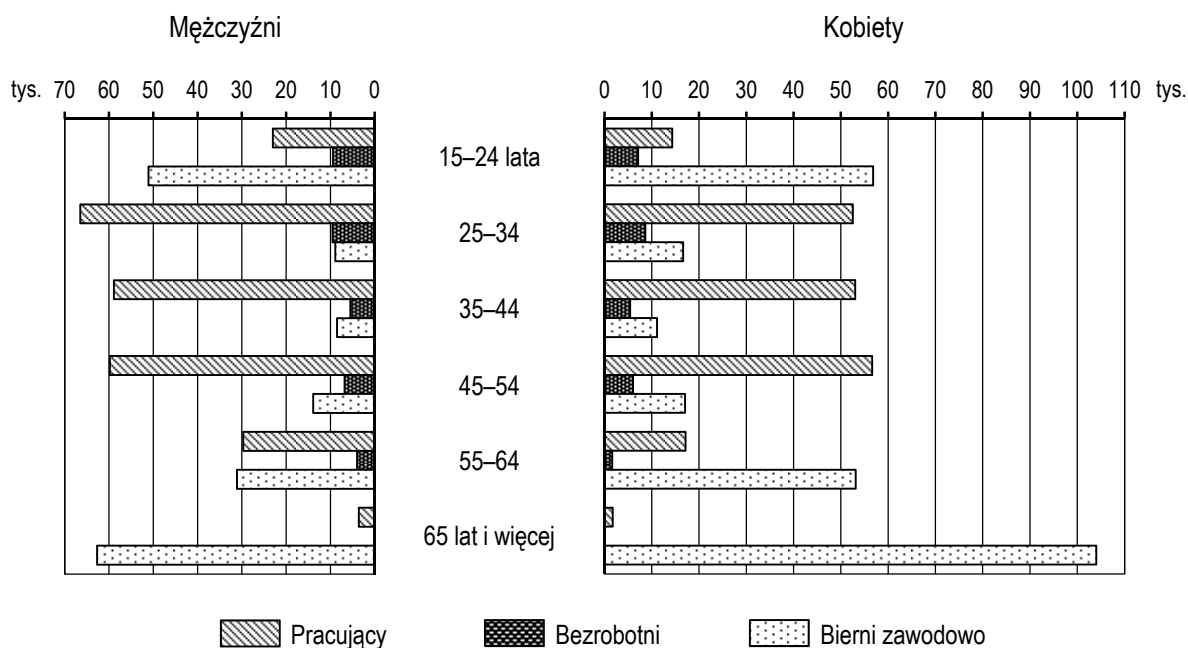 Mężczyźni Kobiety
tys. 70 60 50 40 30 20 10 0 0 10 20 30 40 50 60 70 80 90 100 110 tys.
15–24 lata
25–34
35–44
45–54
55–64
65 lat i więcej
Pracujący Bezrobotni Bierni zawodowo